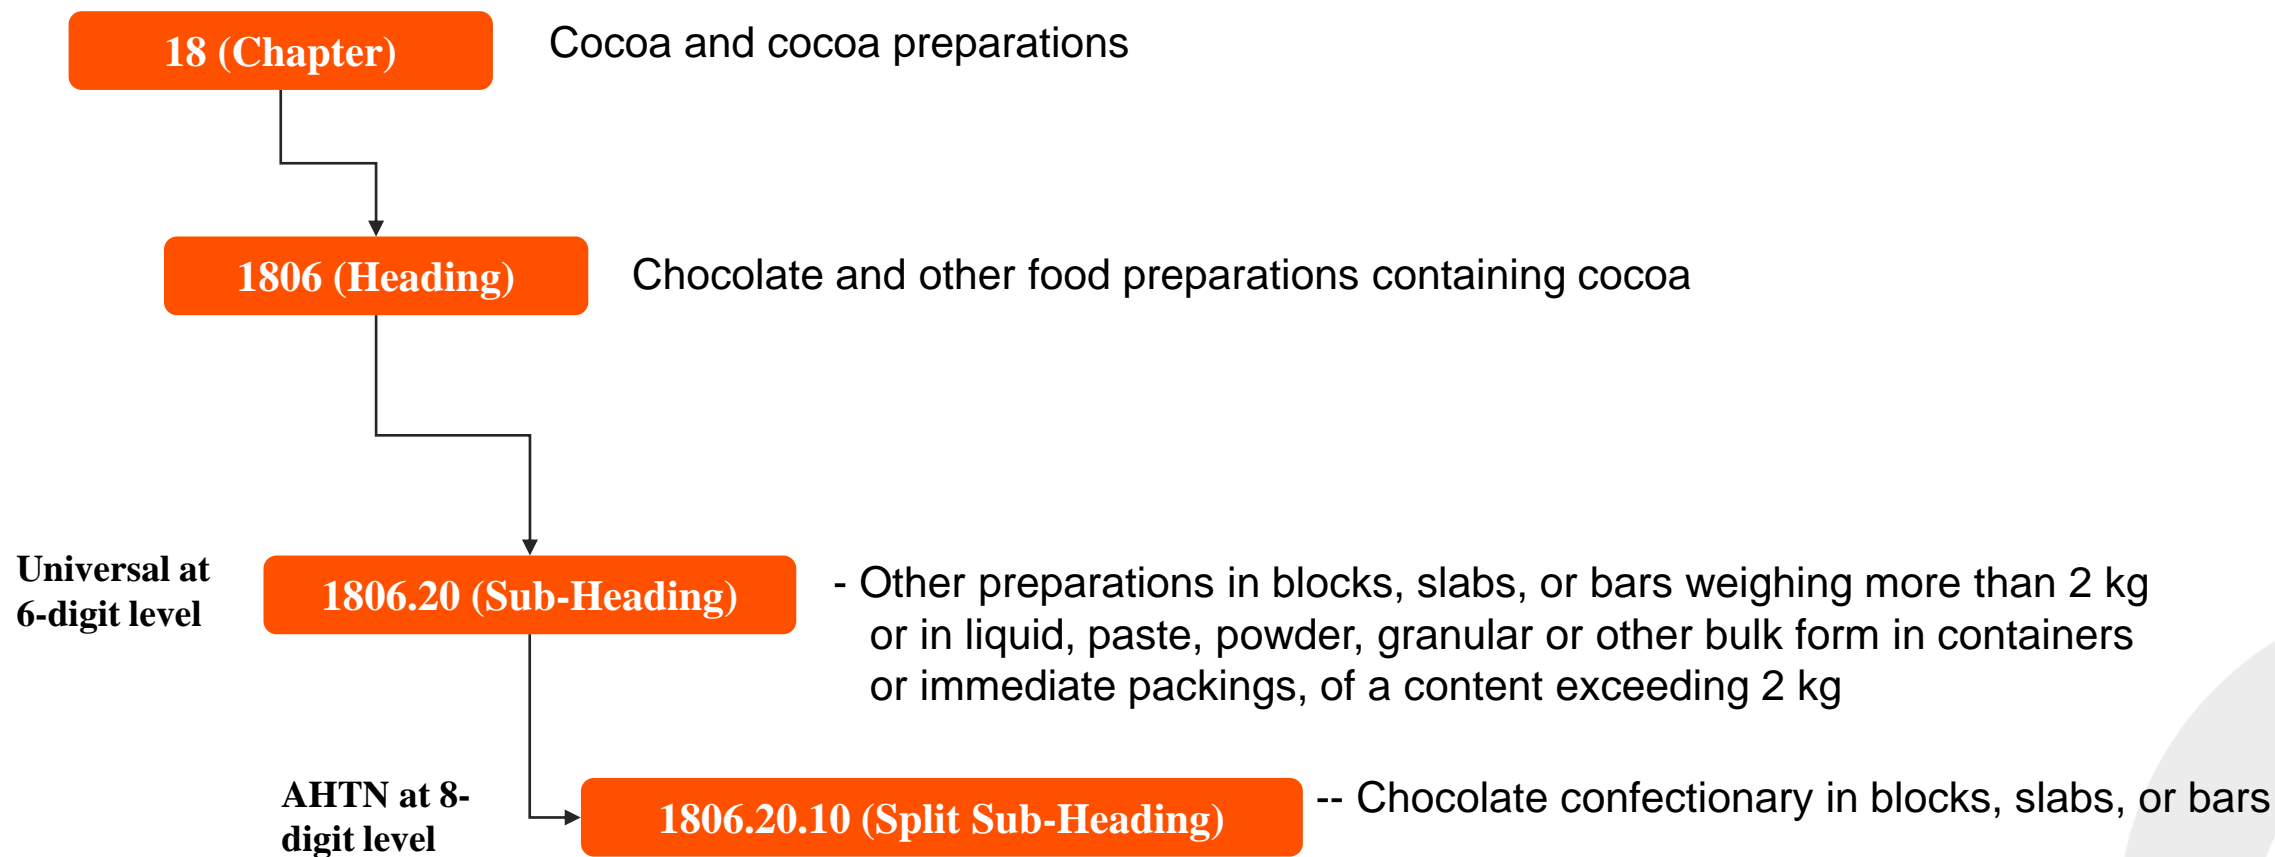 18 (Chapter)
Cocoa and cocoa preparations
1806 (Heading)
Chocolate and other food preparations containing cocoa
Universal at
6-digit level
1806.20 (Sub-Heading)
- Other preparations in blocks, slabs, or bars weighing more than 2 kg
or in liquid, paste, powder, granular or other bulk form in containers
or immediate packings, of a content exceeding 2 kg
AHTN at 8-
digit level
1806.20.10 (Split Sub-Heading)
-- Chocolate confectionary in blocks, slabs, or bars